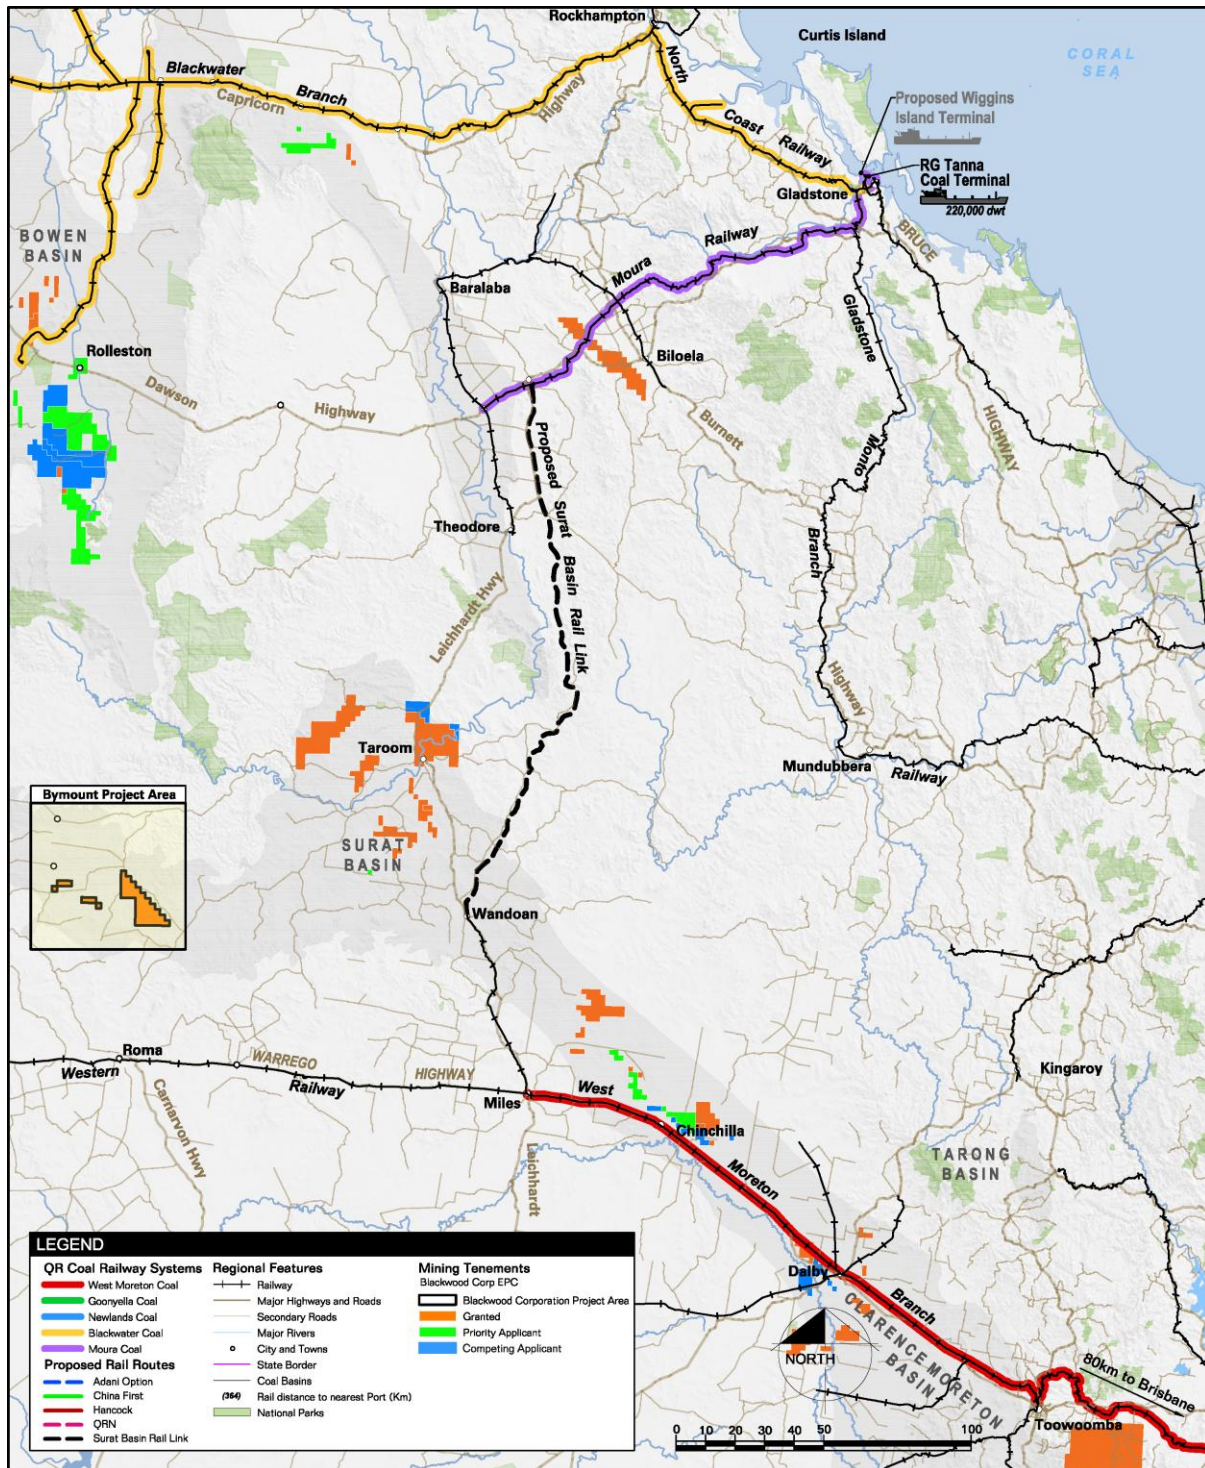 Rockhampton
Curtis Island
CORAL
SEA
Blackwater
Branch
Capricorn
Highway
North
Coast
Railway
Proposed Wiggins
Island Terminal
RG Tanna
Coal Terminal
220,000 dwt
Gladstone
BOWEN
BASIN
Railway
Moura
BRUCE
HIGHWAY
Baralaba
Gladstone
Monto
Branch
Rolleston
Biloela
Dawson
Highway
Burnett
Highway
Proposed Surat Basin Rail Link
Theodore
Leichhardt Hwy
Taroom
Mundubbera
Railway
Bymount Project Area
SURAT
BASIN
Wandoan
Roma
WARREGO
HIGHWAY
Western
Railway
Miles
West
Moreton
Branch
Kingaroy
Chinchilla
Carnarvon Hwy
Leichhardt
TARONG
BASIN
Dalby
CLARENCE MORETON
BASIN
NORTH
80km to Brisbane
Toowoomba
0 10 20 30 40 50 100
LEGEND
QR Coal Railway Systems
West Moreton Coal
Goonyella Coal
Newlands Coal
Blackwater Coal
Moura Coal
Proposed Rail Routes
Adani Option
China First
Hancock
QRN
Surat Basin Rail Link
Regional Features
Railway
Major Highways and Roads
Secondary Roads
Major Rivers
City and Towns
State Border
Coal Basins
(364) Rail distance to nearest Port (Km)
National Parks
Mining Tenements
Blackwood Corp EPC
Blackwood Corporation Project Area
Granted
Priority Applicant
Competing Applicant